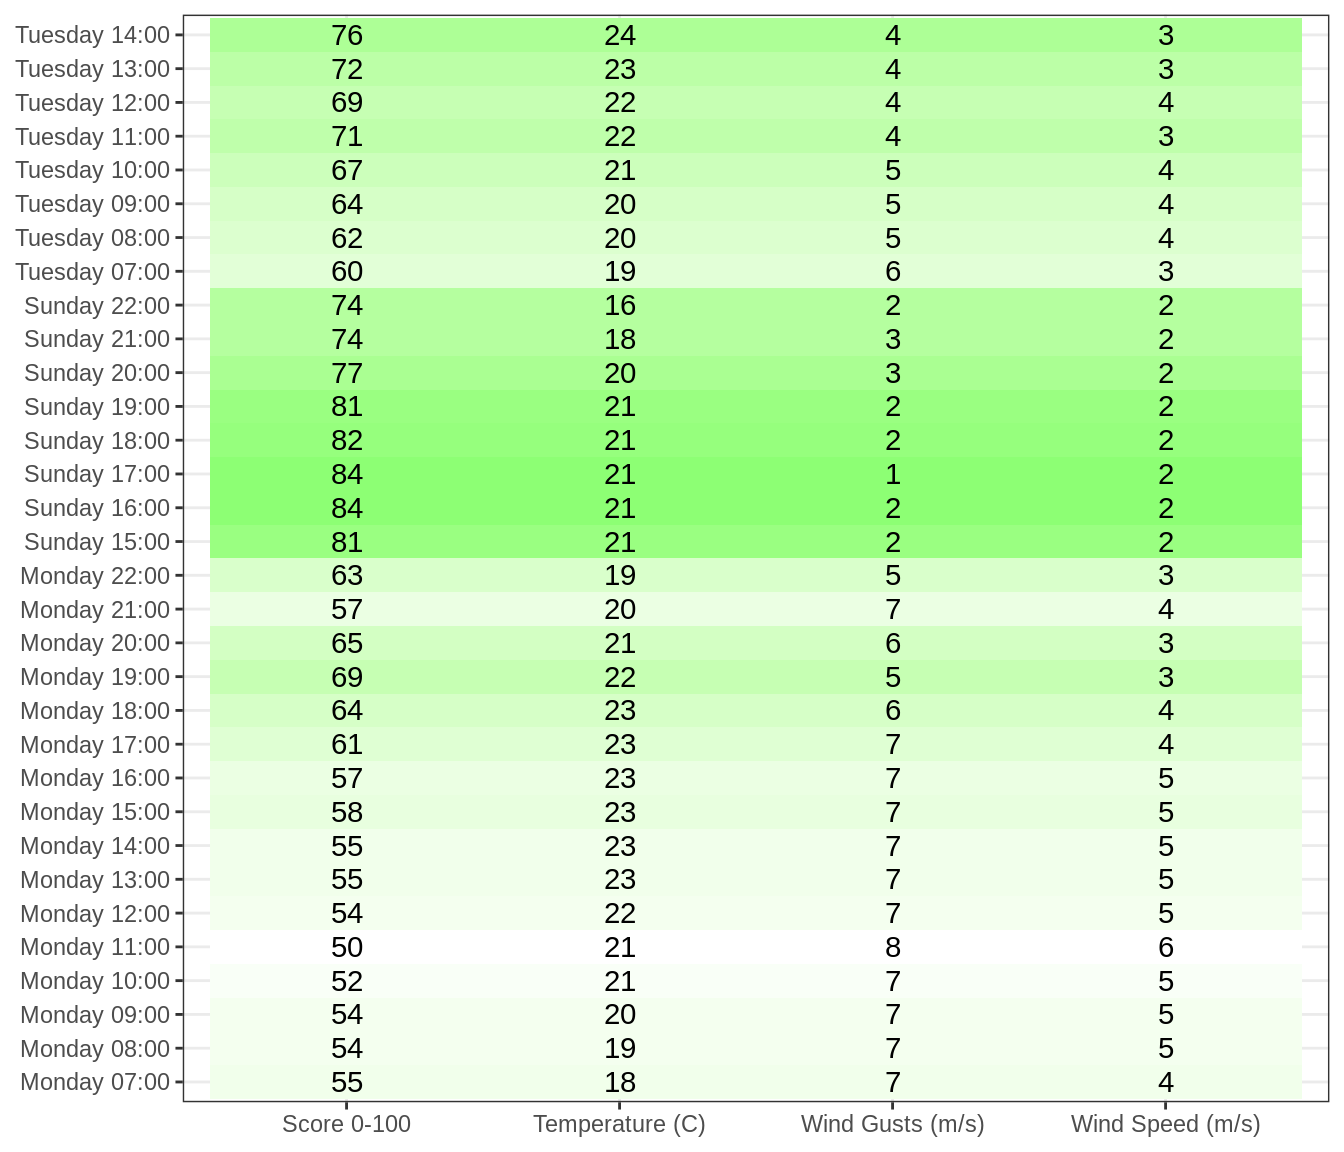 Tuesday 14:00 76 24 4 3
Tuesday 13:00 72 23 4 3
Tuesday 12:00 69 22 4 4
Tuesday 11:00 71 22 4 3
Tuesday 10:00 67 21 5 4
Tuesday 09:00 64 20 5 4
Tuesday 08:00 62 20 5 4
Tuesday 07:00 60 19 6 3
Sunday 22:00 74 16 2 2
Sunday 21:00 74 18 3 2
Sunday 20:00 77 20 3 2
Sunday 19:00 81 21 2 2
Sunday 18:00 82 21 2 2
Sunday 17:00 84 21 1 2
Sunday 16:00 84 21 2 2
Sunday 15:00 81 21 2 2
Monday 22:00 63 19 5 3
Monday 21:00 57 20 7 4
Monday 20:00 65 21 6 3
Monday 19:00 69 22 5 3
Monday 18:00 64 23 6 4
Monday 17:00 61 23 7 4
Monday 16:00 57 23 7 5
Monday 15:00 58 23 7 5
Monday 14:00 55 23 7 5
Monday 13:00 55 23 7 5
Monday 12:00 54 22 7 5
Monday 11:00 50 21 8 6
Monday 10:00 52 21 7 5
Monday 09:00 54 20 7 5
Monday 08:00 54 19 7 5
Monday 07:00 55 18 7 4
Score 0-100 Temperature (C) Wind Gusts (m/s) Wind Speed (m/s)